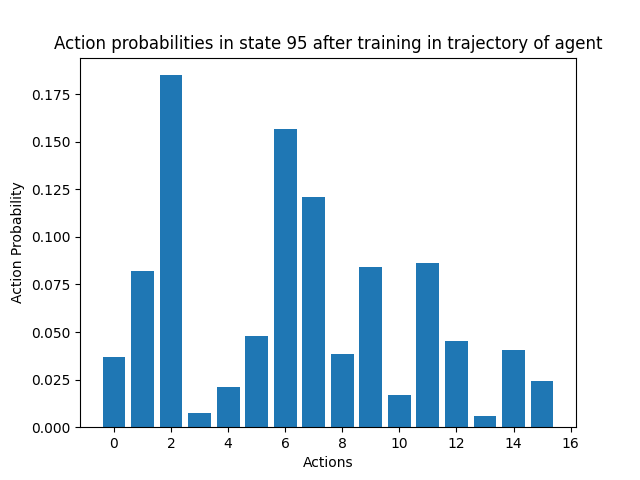 Action probabilities in state 95 after training in trajectory of agent
0.175
0.150
0.125
0.100
0.075
0.050
0.025
0.000
Action Probability
0 2 4 6 8 10 12 14 16
Actions